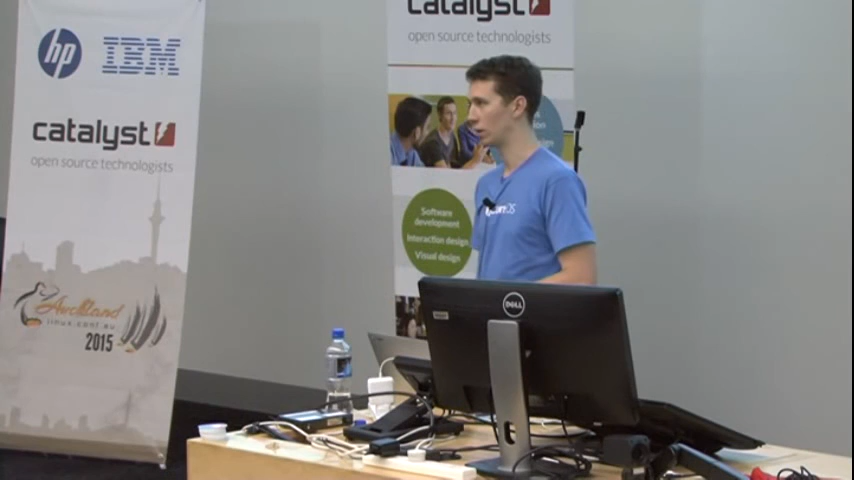 hp
IBM
catalyst
open source technologists
Auckland
linux.conf.au
2015
catalyst
open source technologists
Software
development
Interaction design
Visual design
OS
DELL